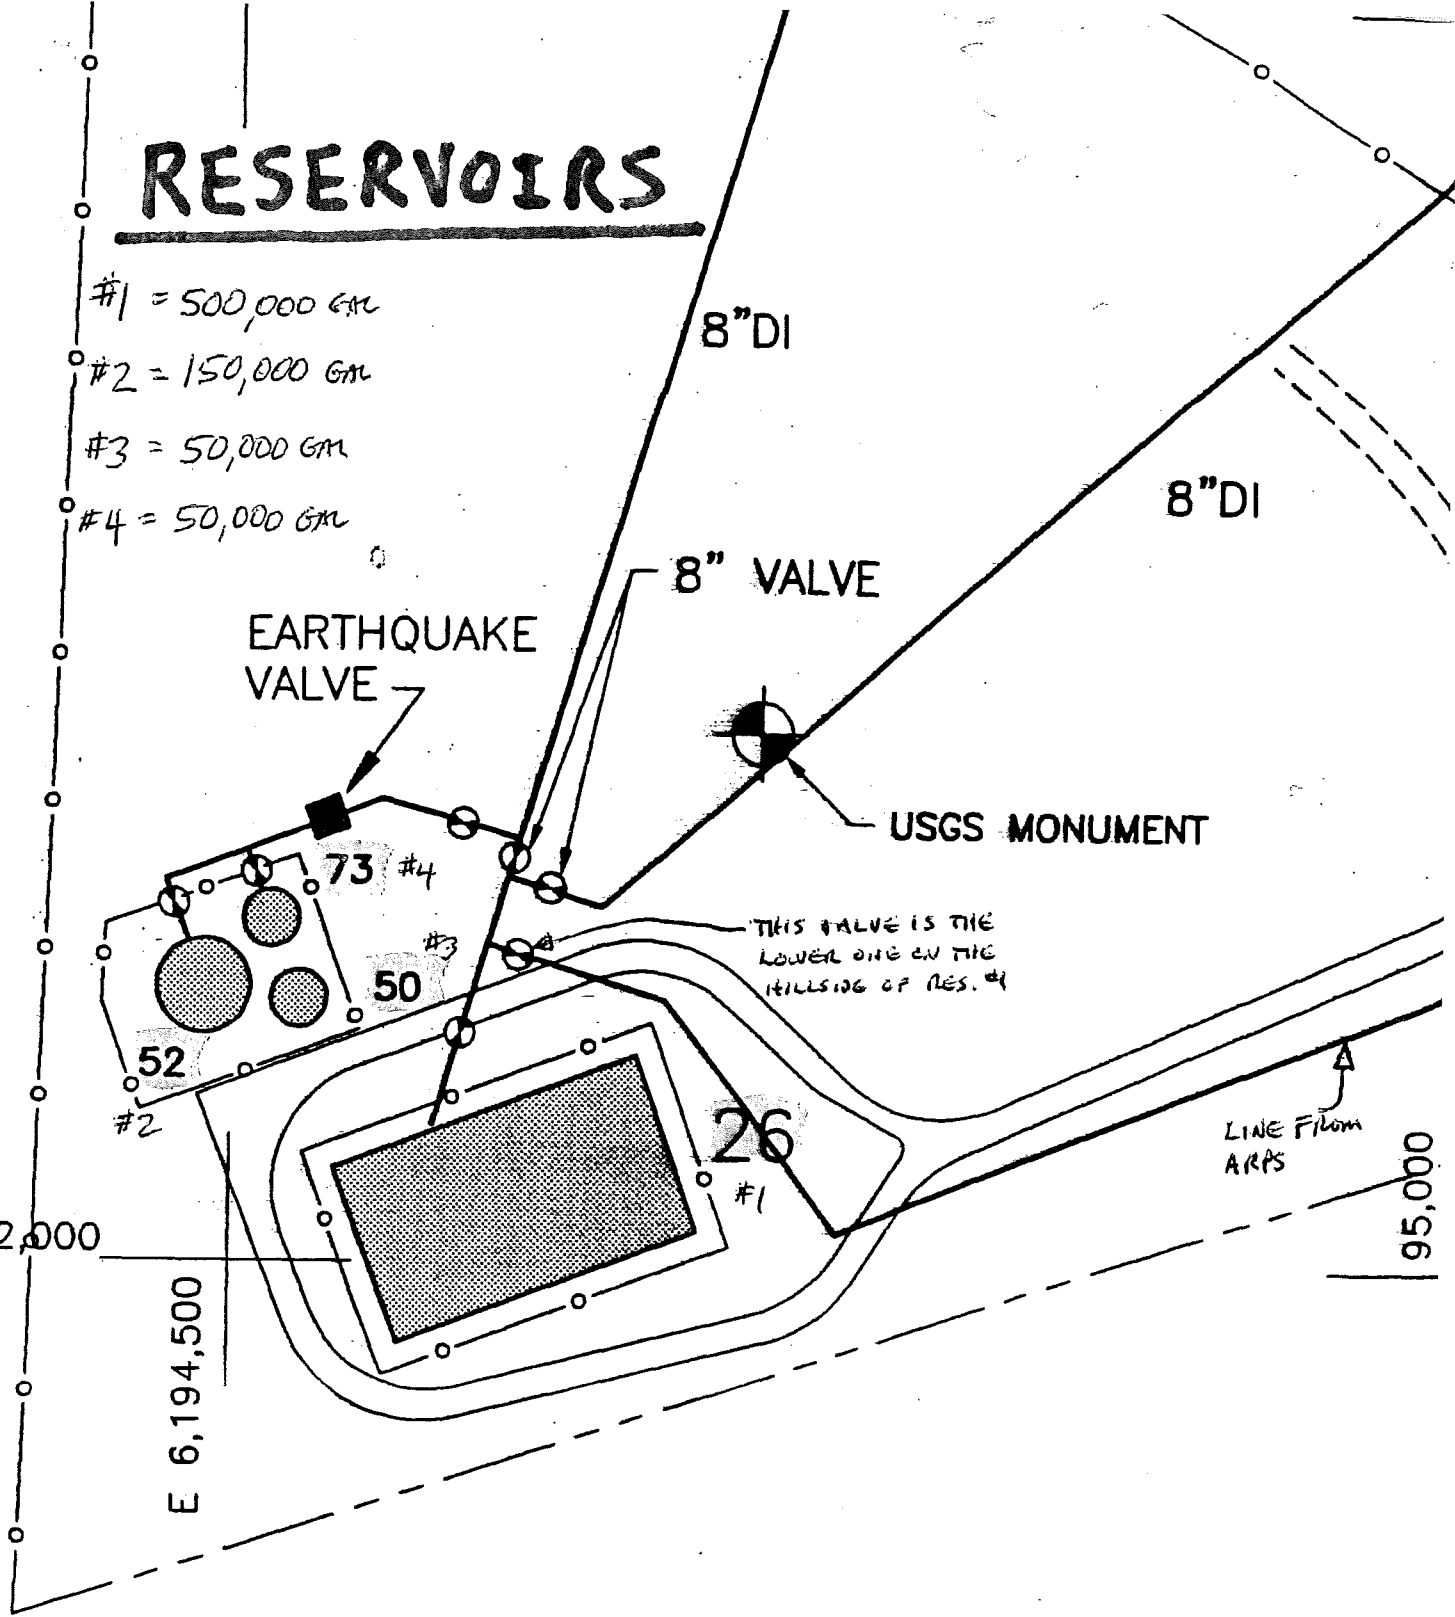 RESERVOIRS
#1 = 500,000 GAL
#2 = 150,000 GAL
#3 = 50,000 GAL
#4 = 50,000 GAL
8"DI
8"DI
8" VALVE
EARTHQUAKE
VALVE
USGS MONUMENT
73 #4
THIS VALVE IS THE
LOWER ONE ON THE
HILLSIDE OF RES. #1
#3
50
52
#2
26
#1
LINE FROM
ARPS
2,000
E 6,194,500
95,000